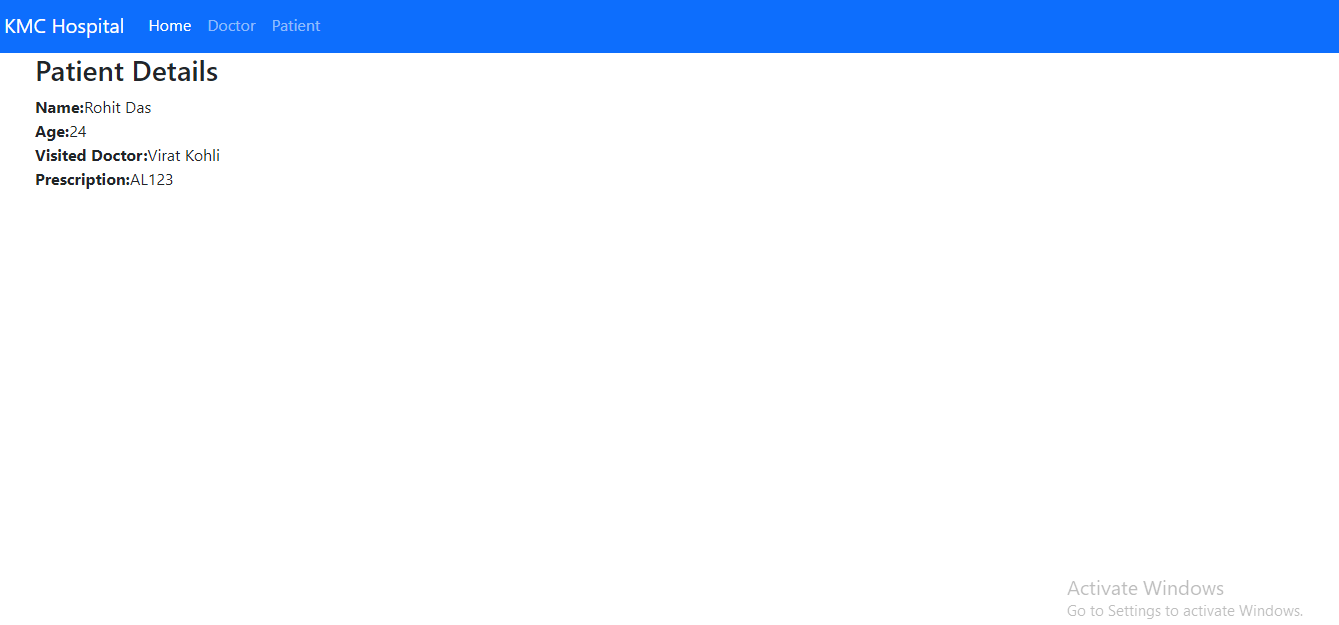 KMC Hospital Home Doctor Patient
Patient Details
Name:Rohit Das
Age:24
Visited Doctor:Virat Kohli
Prescription:AL123
Activate Windows
Go to Settings to activate Windows.